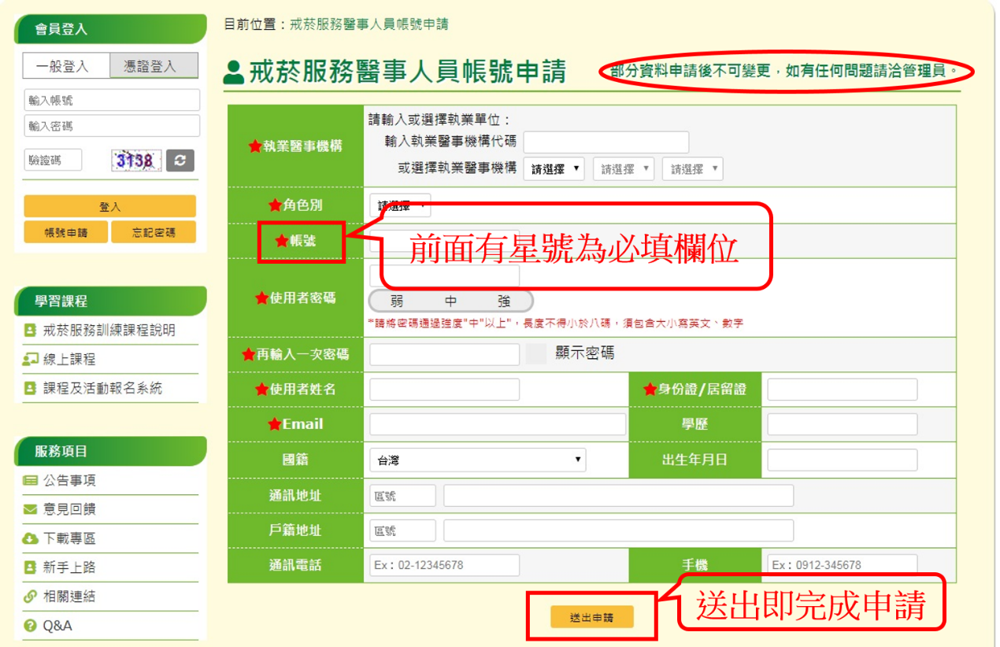 會員登入
一般登入 憑證登入
輸入帳號
輸入密碼
驗證碼 3138
登入
帳號申請 忘記密碼
學習課程
戒菸服務訓練課程說明
線上課程
課程及活動報名系統
服務項目
公告事項
意見回饋
下載專區
新手上路
相關連結
Q&A
目前位置：戒菸服務醫事人員帳號申請
戒菸服務醫事人員帳號申請
部分資料申請後不可變更，如有任何問題請洽管理員。
★執業醫事機構
請輸入或選擇執業單位：
輸入執業醫事機構代碼
或選擇執業醫事機構 請選擇 ▼ 請選擇 ▼ 請選擇 ▼
★角色別 請選擇
★帳號
前面有星號為必填欄位
★使用者密碼
弱 中 強
*請將密碼通過強度"中"以上"，長度不得小於八碼，須包含大小寫英文、數字
★再輸入一次密碼 顯示密碼
★使用者姓名 ★身份證/居留證
★Email 學歷
國籍 台灣 ▼ 出生年月日
通訊地址 區號
戶籍地址 區號
通訊電話 Ex：02-12345678 手機 Ex：0912-345678
送出申請
送出即完成申請